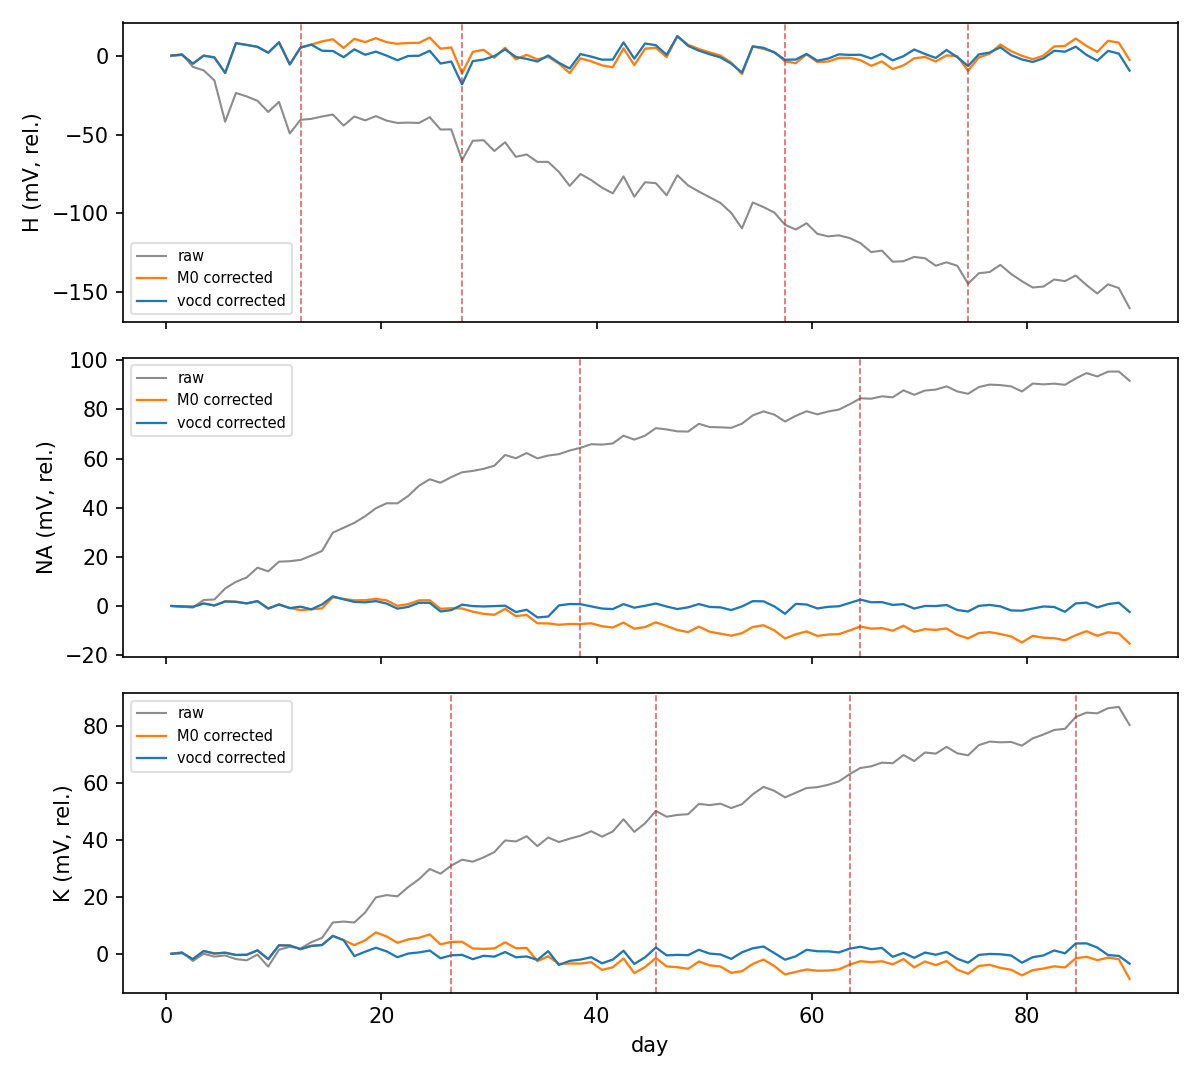 H (mV, rel.)
0
−50
−100
−150
raw
M0 corrected
vocd corrected
NA (mV, rel.)
100
80
60
40
20
0
−20
raw
M0 corrected
vocd corrected
K (mV, rel.)
80
60
40
20
0
raw
M0 corrected
vocd corrected
0 20 40 60 80
day